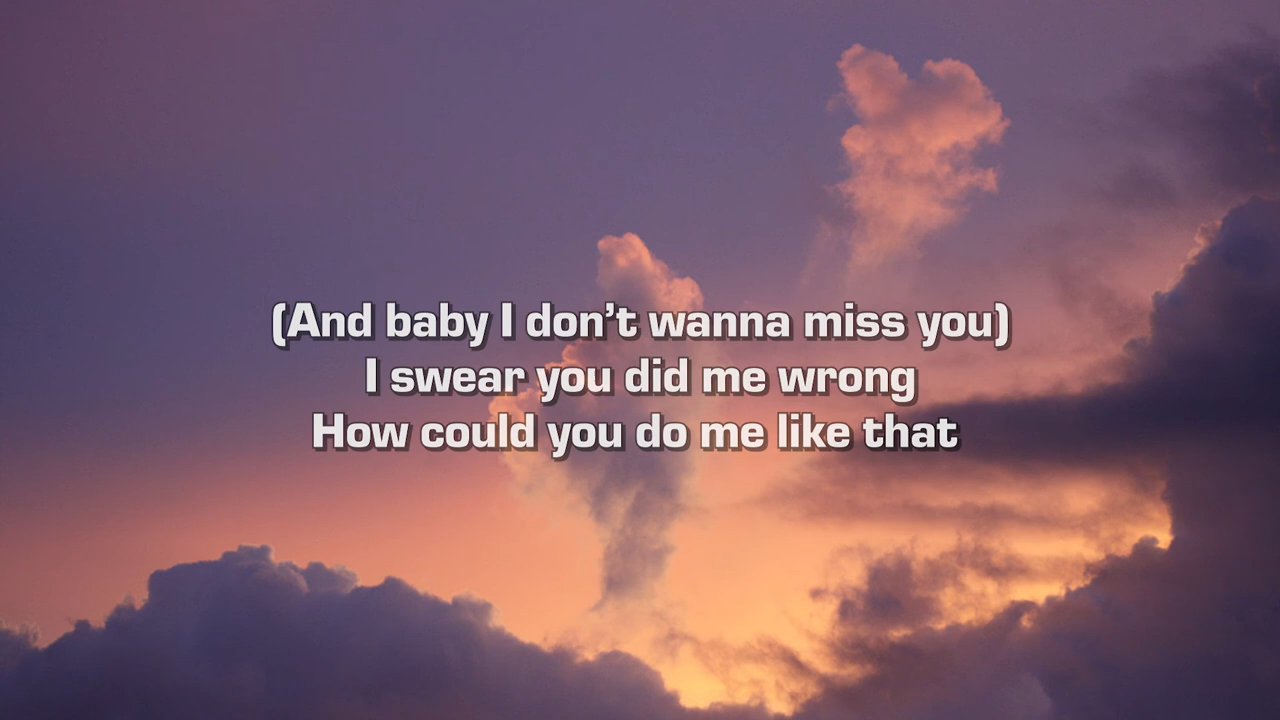 (And baby I don’t wanna miss you)
I swear you did me wrong
How could you do me like that